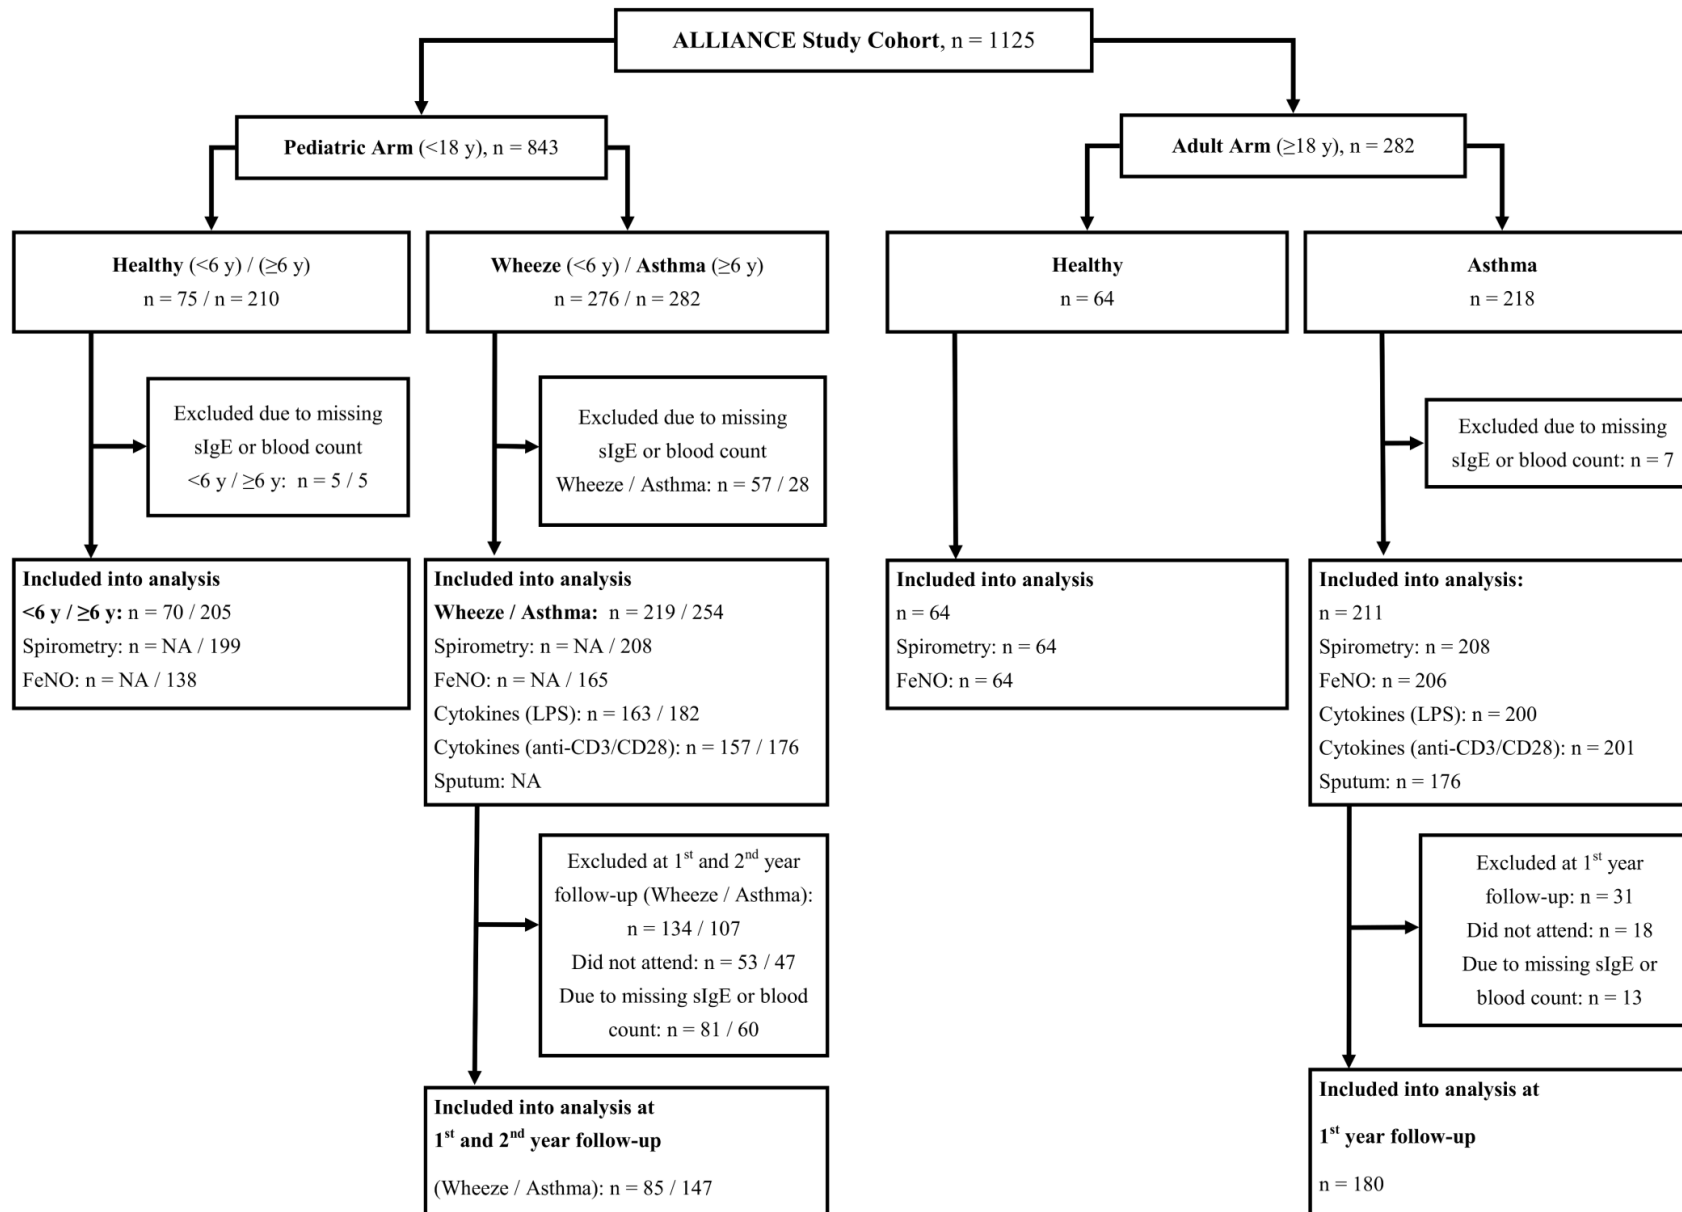 ALLIANCE Study Cohort, n = 1125
Pediatric Arm (<18 y), n = 843
Adult Arm (≥18 y), n = 282
Healthy (<6 y) / (≥6 y)
n = 75 / n = 210
Wheeze (<6 y) / Asthma (≥6 y)
n = 276 / n = 282
Healthy
n = 64
Asthma
n = 218
Excluded due to missing
sIgE or blood count
<6 y / ≥6 y: n = 5 / 5
Excluded due to missing
sIgE or blood count
Wheeze / Asthma: n = 57 / 28
Excluded due to missing
sIgE or blood count: n = 7
Included into analysis
<6 y / ≥6 y: n = 70 / 205
Spirometry: n = NA / 199
FeNO: n = NA / 138
Included into analysis
Wheeze / Asthma: n = 219 / 254
Spirometry: n = NA / 208
FeNO: n = NA / 165
Cytokines (LPS): n = 163 / 182
Cytokines (anti-CD3/CD28): n = 157 / 176
Sputum: NA
Included into analysis
n = 64
Spirometry: n = 64
FeNO: n = 64
Included into analysis:
n = 211
Spirometry: n = 208
FeNO: n = 206
Cytokines (LPS): n = 200
Cytokines (anti-CD3/CD28): n = 201
Sputum: n = 176
Excluded at 1st and 2nd year
follow-up (Wheeze / Asthma):
n = 134 / 107
Did not attend: n = 53 / 47
Due to missing sIgE or blood
count: n = 81 / 60
Excluded at 1st year
follow-up: n = 31
Did not attend: n = 18
Due to missing sIgE or
blood count: n = 13
Included into analysis at
1st and 2nd year follow-up
(Wheeze / Asthma): n = 85 / 147
Included into analysis at
1st year follow-up
n = 180